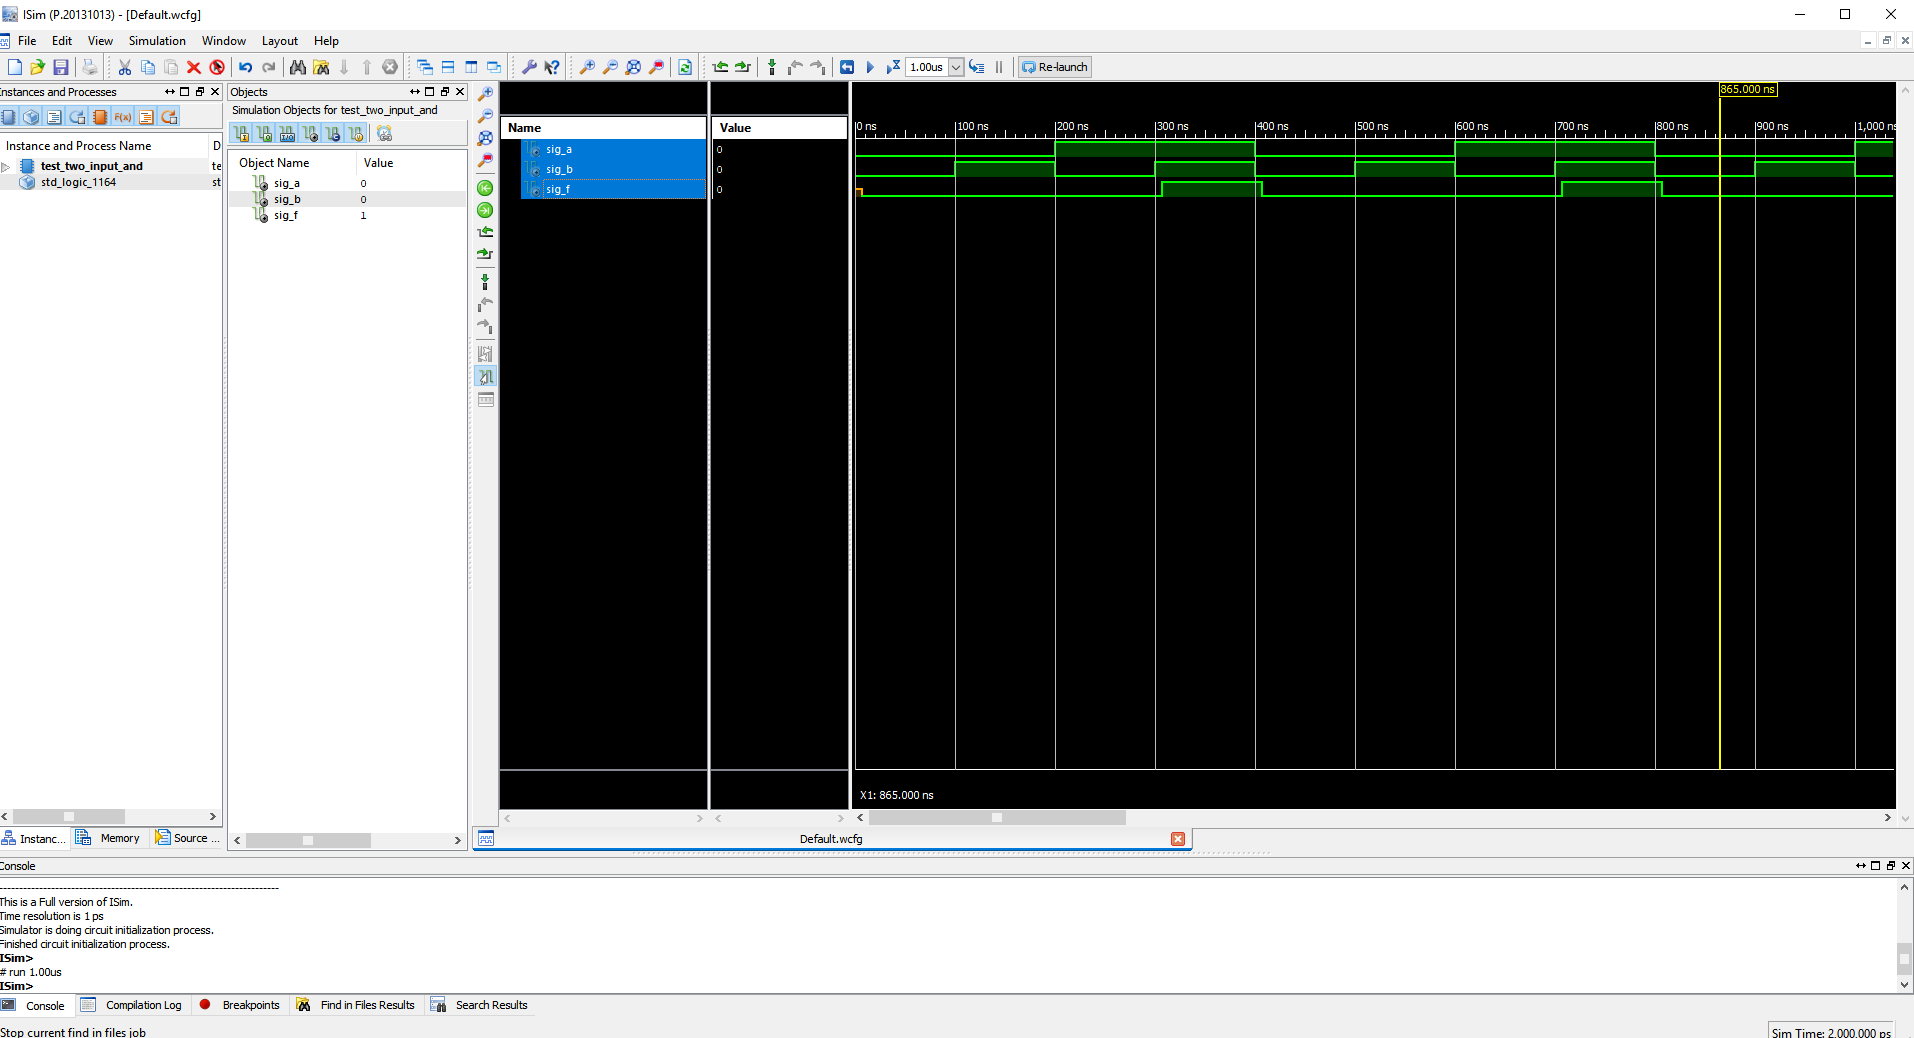 ISim (P.20131013) - [Default.wcfg]
File Edit View Simulation Window Layout Help
1.00us Re-launch
Instances and Processes
F(x)
Instance and Process Name D
test_two_input_and te
std_logic_1164 st
Instanc... Memory Source ...
Objects
Simulation Objects for test_two_input_and
Object Name Value
sig_a 0
sig_b 0
sig_f 1
Name Value
sig_a 0
sig_b 0
sig_f 0
865.000 ns
0 ns 100 ns 200 ns 300 ns 400 ns 500 ns 600 ns 700 ns 800 ns 900 ns 1,000 ns
X1: 865.000 ns
Default.wcfg
Console
This is a Full version of ISim.
Time resolution is 1 ps
Simulator is doing circuit initialization process.
Finished circuit initialization process.
ISim>
# run 1.00us
ISim>
Console Compilation Log Breakpoints Find in Files Results Search Results
Stop current find in files job
Sim Time: 2,000,000 ps